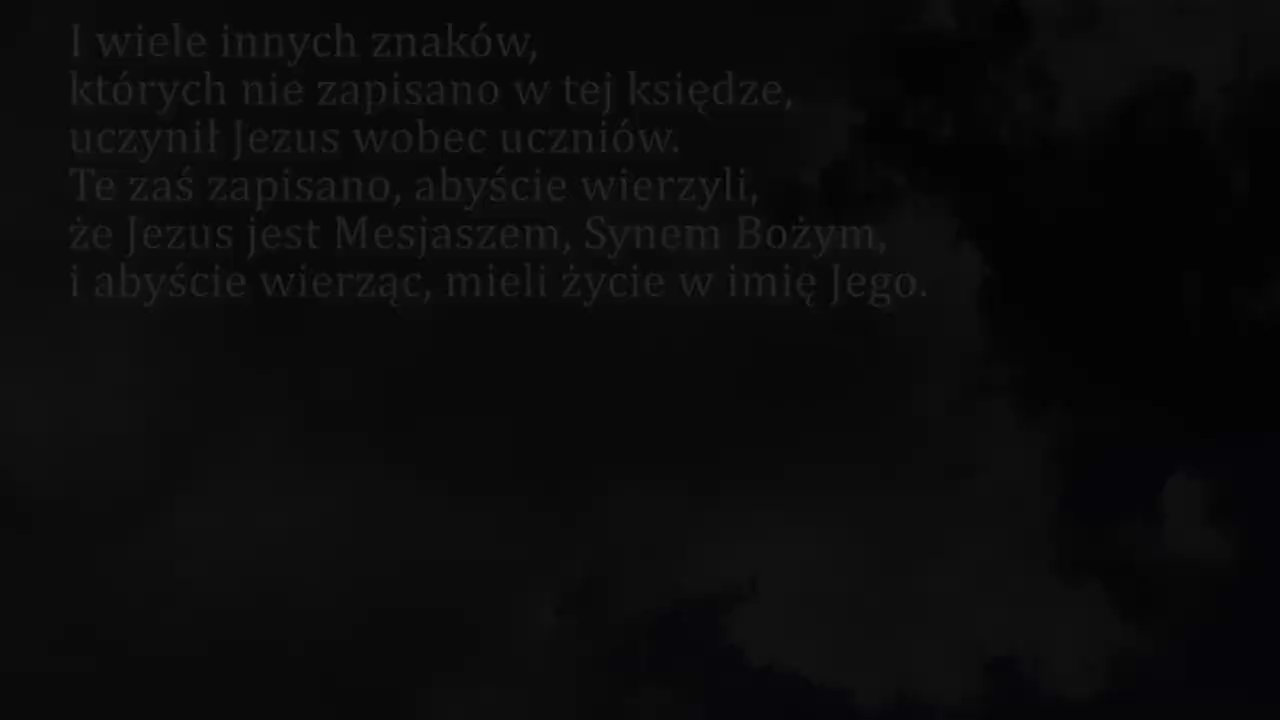 I wiele innych znaków,
których nie zapisano w tej księdze,
uczynił Jezus wobec uczniów.
Te zaś zapisano, abyście wierzyli,
że Jezus jest Mesjaszem, Synem Bożym,
i abyście wierząc, mieli życie w imię Jego.